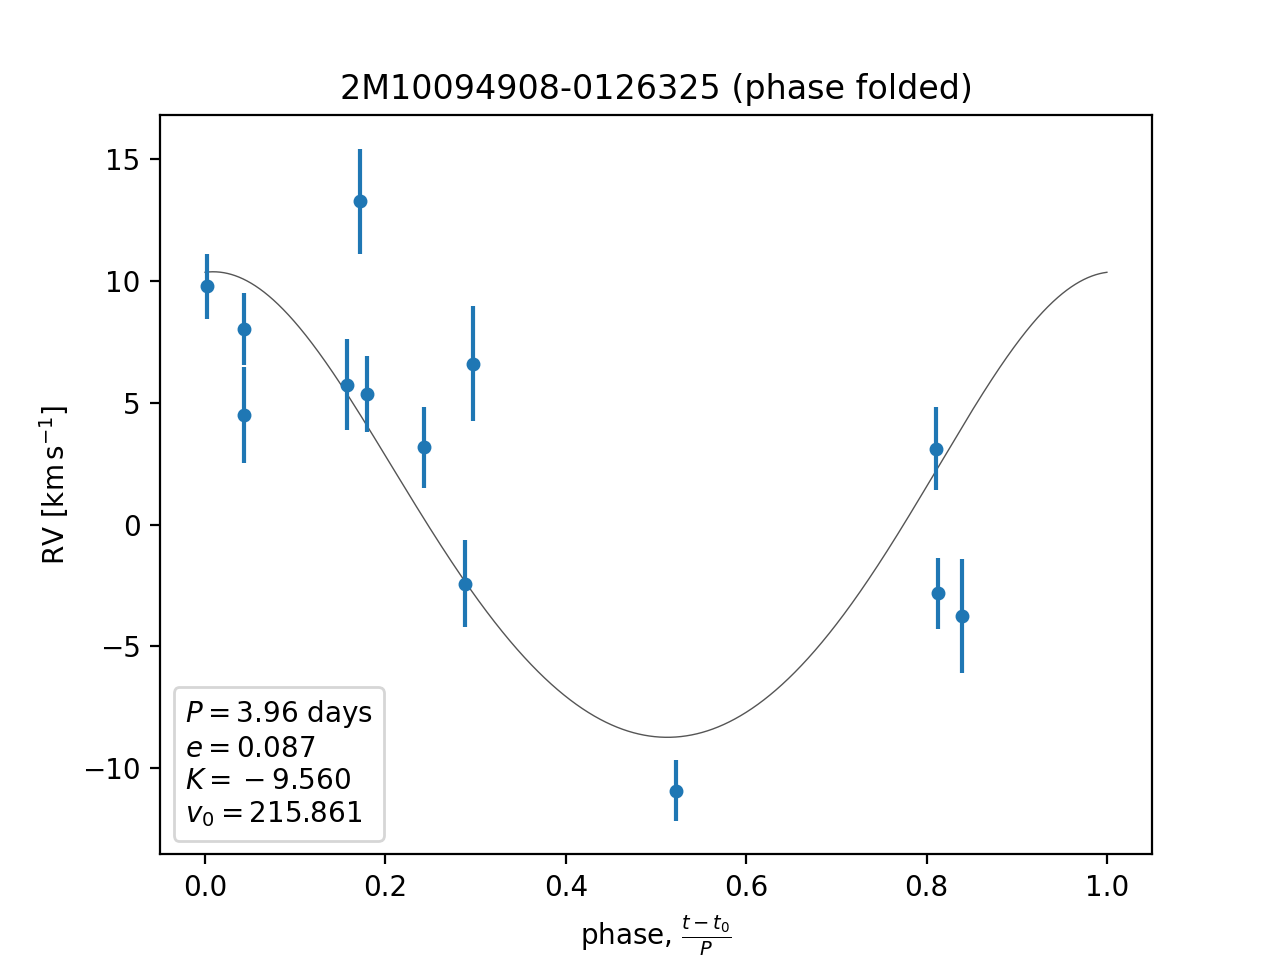 2M10094908-0126325 (phase folded)
15
10
5
0
−5
−10
RV [km s⁻¹]
P = 3.96 days
e = 0.087
K = −9.560
v₀ = 215.861
0.0 0.2 0.4 0.6 0.8 1.0
phase, (t − t₀)/P